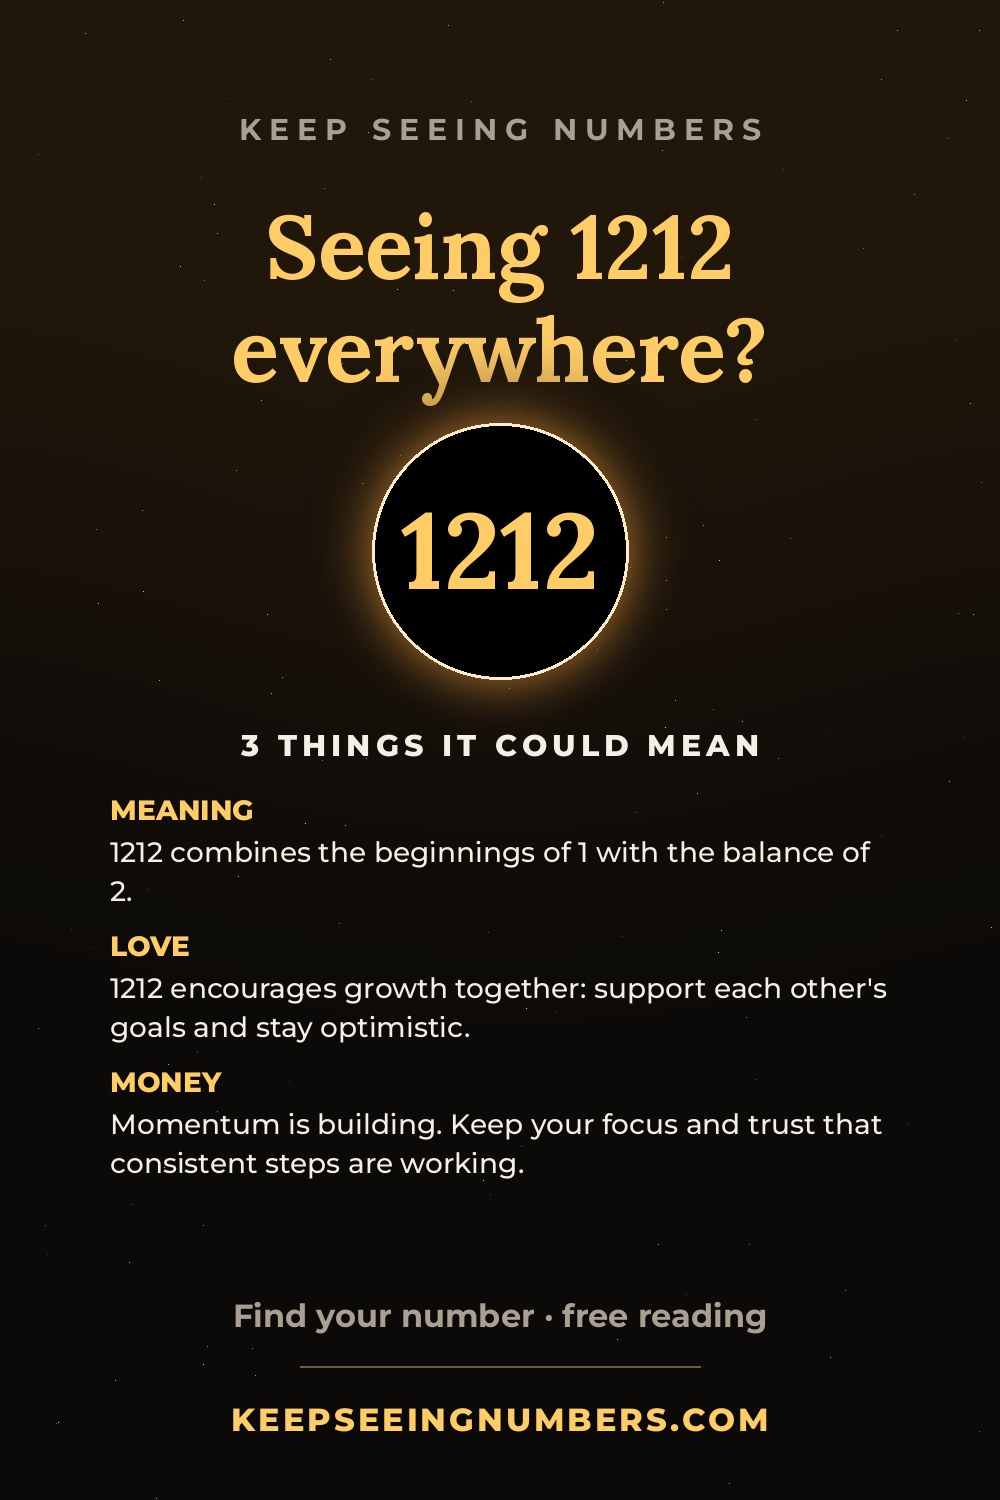 KEEP SEEING NUMBERS
Seeing 1212
everywhere?
1212
3 THINGS IT COULD MEAN
MEANING
1212 combines the beginnings of 1 with the balance of
2.
LOVE
1212 encourages growth together: support each other's
goals and stay optimistic.
MONEY
Momentum is building. Keep your focus and trust that
consistent steps are working.
Find your number · free reading
KEEPSEEINGNUMBERS.COM